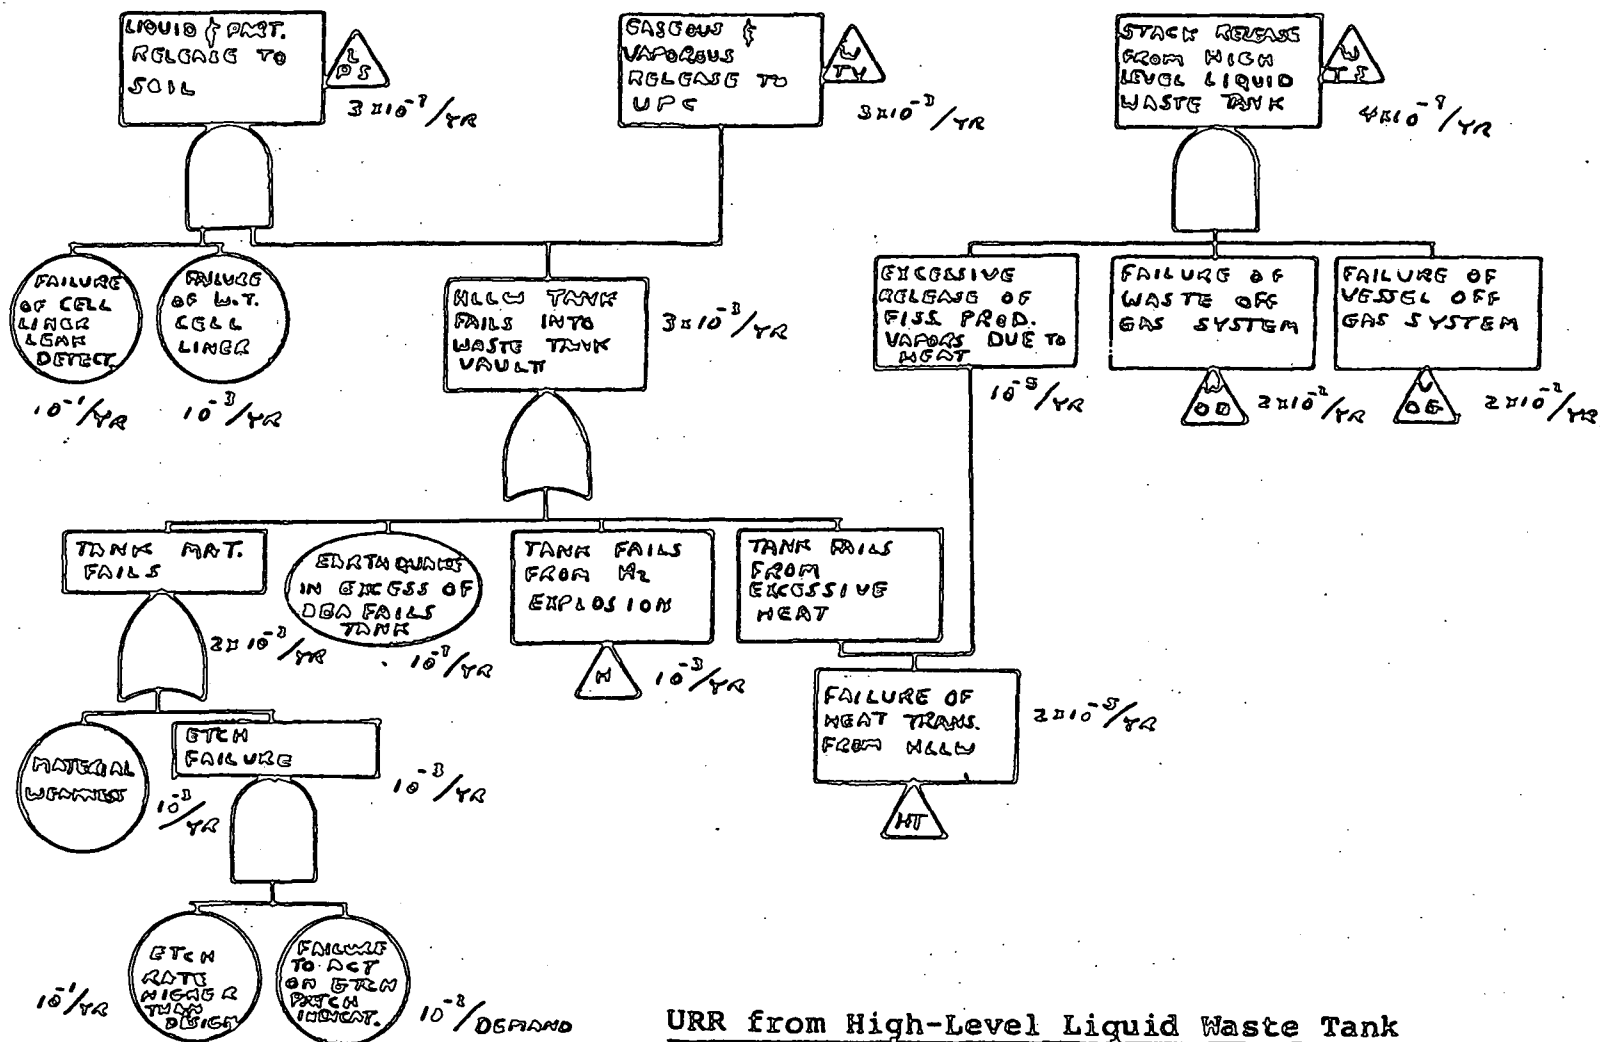 LIQUID & PART.
RELEASE TO
SOIL
L
PS
3×10⁻⁷/YR
GASEOUS &
VAPOROUS
RELEASE TO
UPC
W
TV
3×10⁻³/YR
STACK RELEASE
FROM HIGH
LEVEL LIQUID
WASTE TANK
W
TS
4×10⁻⁹/YR
FAILURE
OF CELL
LINER
LEAK
DETECT.
10⁻¹/YR
FAILURE
OF W.T.
CELL
LINER
10⁻³/YR
HLLW TANK
FAILS INTO
WASTE TANK
VAULT
3×10⁻³/YR
EXCESSIVE
RELEASE OF
FISS. PROD.
VAPORS DUE TO
HEAT
10⁻⁵/YR
FAILURE OF
WASTE OFF
GAS SYSTEM
2×10⁻²/YR
FAILURE OF
VESSEL OFF
GAS SYSTEM
V
OG
2×10⁻²/YR
TANK MAT.
FAILS
2×10⁻³/YR
EARTHQUAKE
IN EXCESS OF
DBA FAILS
TANK
TANK FAILS
FROM H₂
EXPLOSION
H
10⁻³/YR
TANK FAILS
FROM
EXCESSIVE
HEAT
FAILURE OF
HEAT TRANS.
FROM HLLW
HT
2×10⁻⁵/YR
MATERIAL
WEAKNESS
10⁻³/YR
ETCH
FAILURE
10⁻³/YR
ETCH
RATE
HIGHER
THAN
DESIGN
10⁻¹/YR
FAILURE
TO ACT
ON ETCH
PATCH
INDICAT.
10⁻²/DEMAND
URR from High-Level Liquid Waste Tank